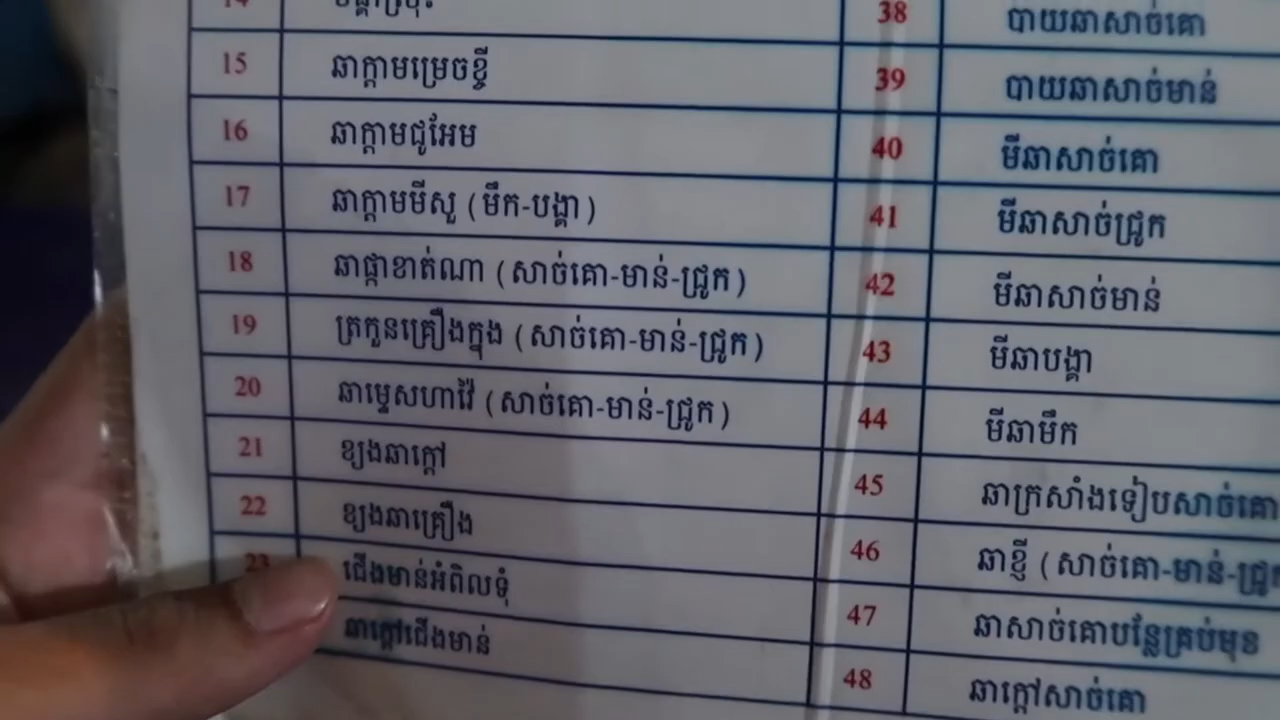 15 ឆាក្ដាមម្រេចខ្ចី
16 ឆាក្ដាមជូអែម
17 ឆាក្ដាមមីសួ (មឹក-បង្គា)
18 ឆាផ្កាខាត់ណា (សាច់គោ-មាន់-ជ្រូក)
19 ត្រកួនគ្រឿងក្នុង (សាច់គោ-មាន់-ជ្រូក)
20 ឆាម្ទេសហាវ៉ៃ (សាច់គោ-មាន់-ជ្រូក)
21 ខ្យងឆាក្ដៅ
22 ខ្យងឆាគ្រឿង
23 ជើងមាន់អំពិលទុំ
ឆាក្ដៅជើងមាន់
38 បាយឆាសាច់គោ
39 បាយឆាសាច់មាន់
40 មីឆាសាច់គោ
41 មីឆាសាច់ជ្រូក
42 មីឆាសាច់មាន់
43 មីឆាបង្គា
44 មីឆាមឹក
45 ឆាក្រសាំងទៀបសាច់គោ
46 ឆាខ្ញី (សាច់គោ-មាន់-ជ្រូក
47 ឆាសាច់គោបន្លែគ្រប់មុខ
48 ឆាក្ដៅសាច់គោ